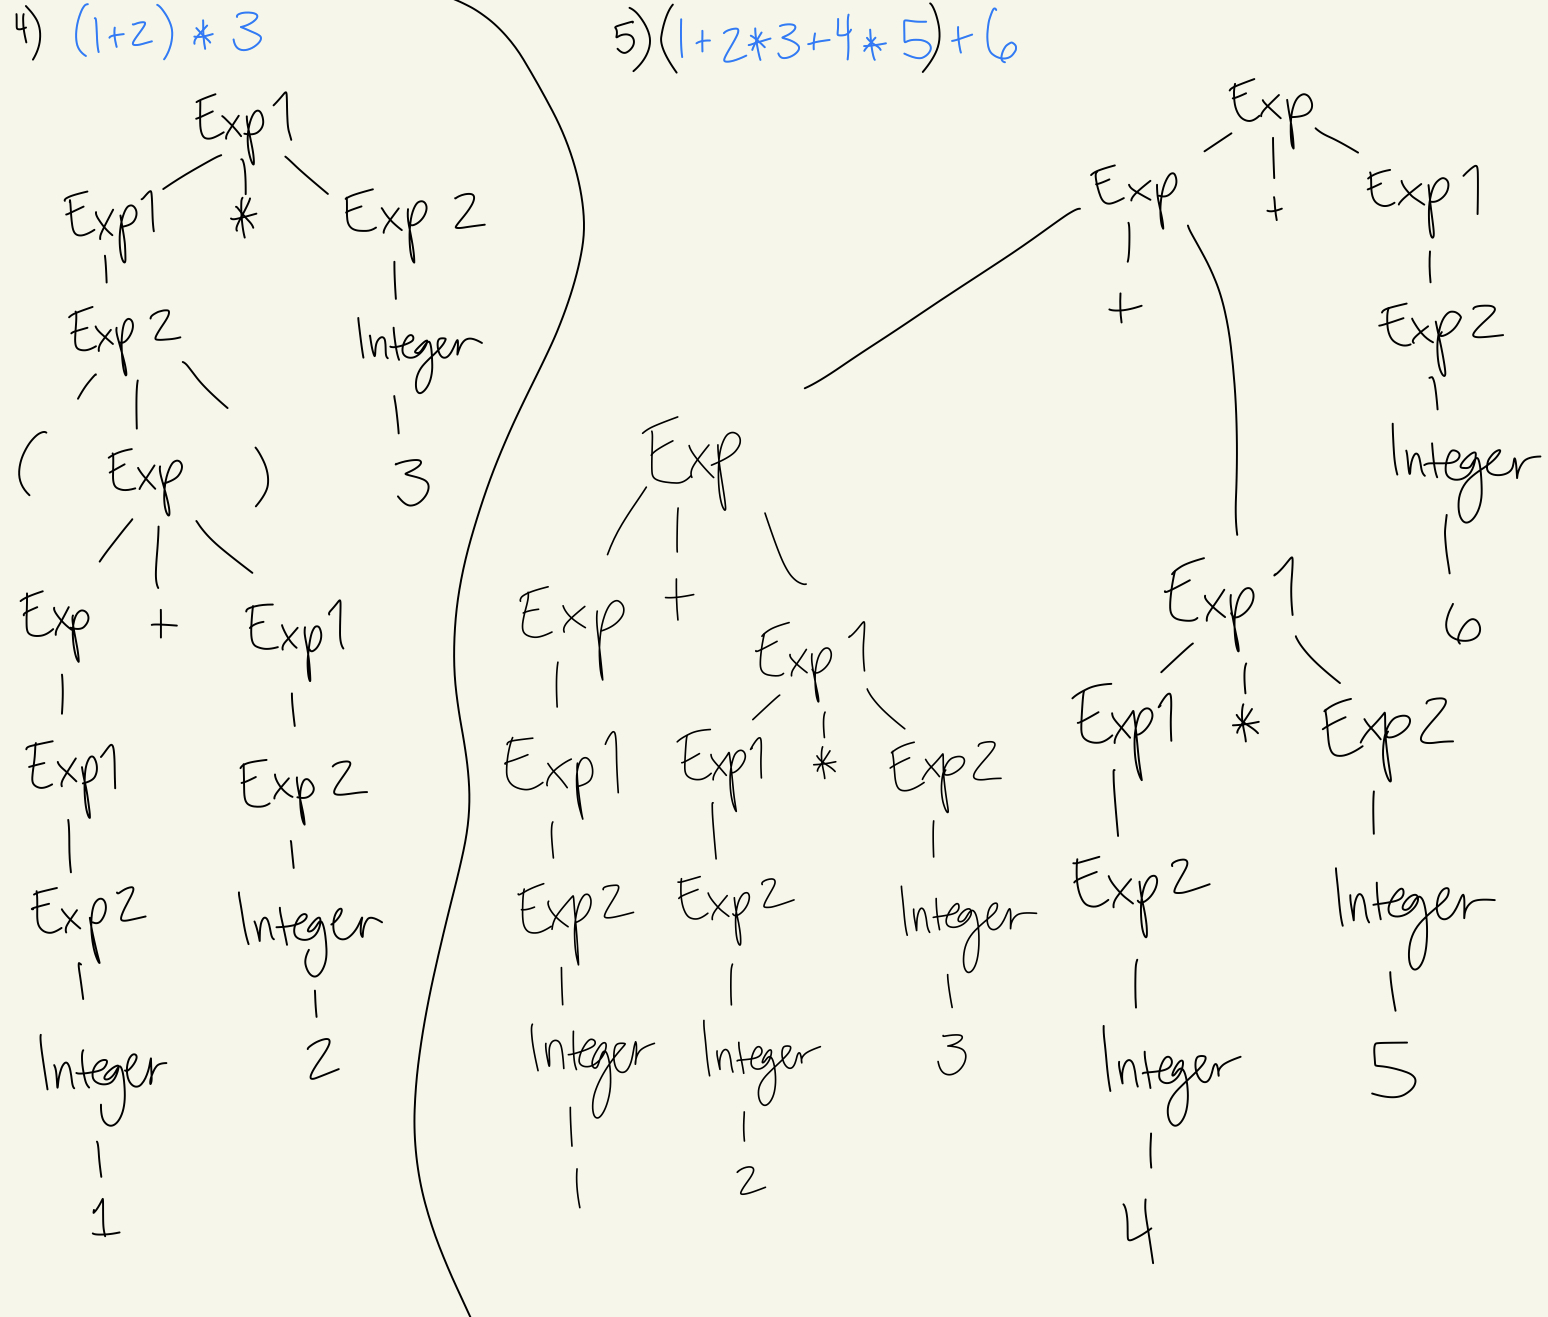 4) (1+2) * 3
Exp1
Exp1 * Exp 2
Exp 2 Integer
( Exp ) 3
Exp + Exp1
Exp1 Exp 2
Exp2 Integer
Integer 2
1
5) (1+2*3+4*5)+6
Exp
Exp + Exp1
+ Exp2
Exp Integer
Exp + Exp 1 6
Exp 1
Exp1 * Exp2
Exp1 Exp1 * Exp2
Exp2 Exp 2 Integer Exp2 Integer
Integer Integer 3 Integer 5
1 2 4